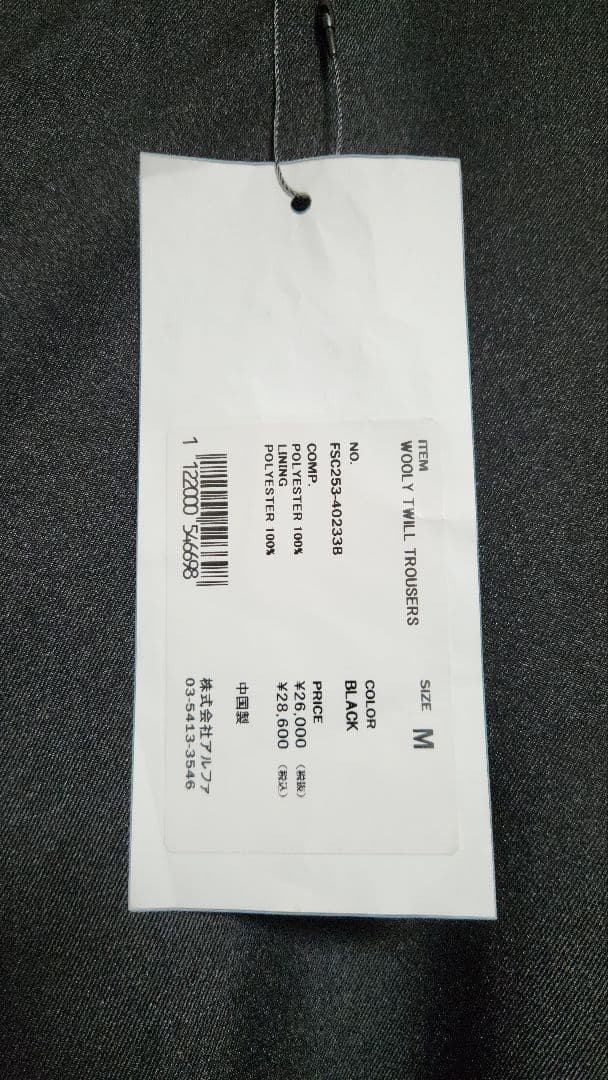 ITEM
WOOLY TWILL TROUSERS
SIZE M
NO.
FSC253-40233B
COLOR
BLACK
COMP.
POLYESTER 100%
LINING
POLYESTER 100%
PRICE
¥26,000 (税抜)
¥28,600 (税込)
中国製
1 122000 546698
株式会社アルファ
03-5413-3546